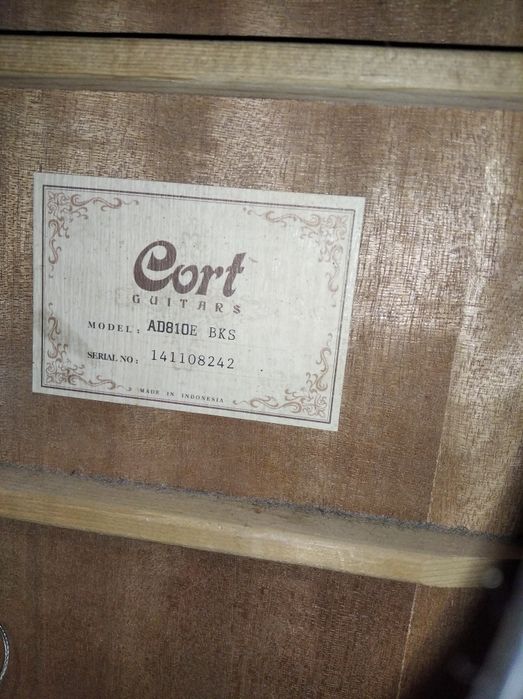 Cort
GUITARS
MODEL: AD810E BKS
SERIAL NO: 141108242
MADE IN INDONESIA